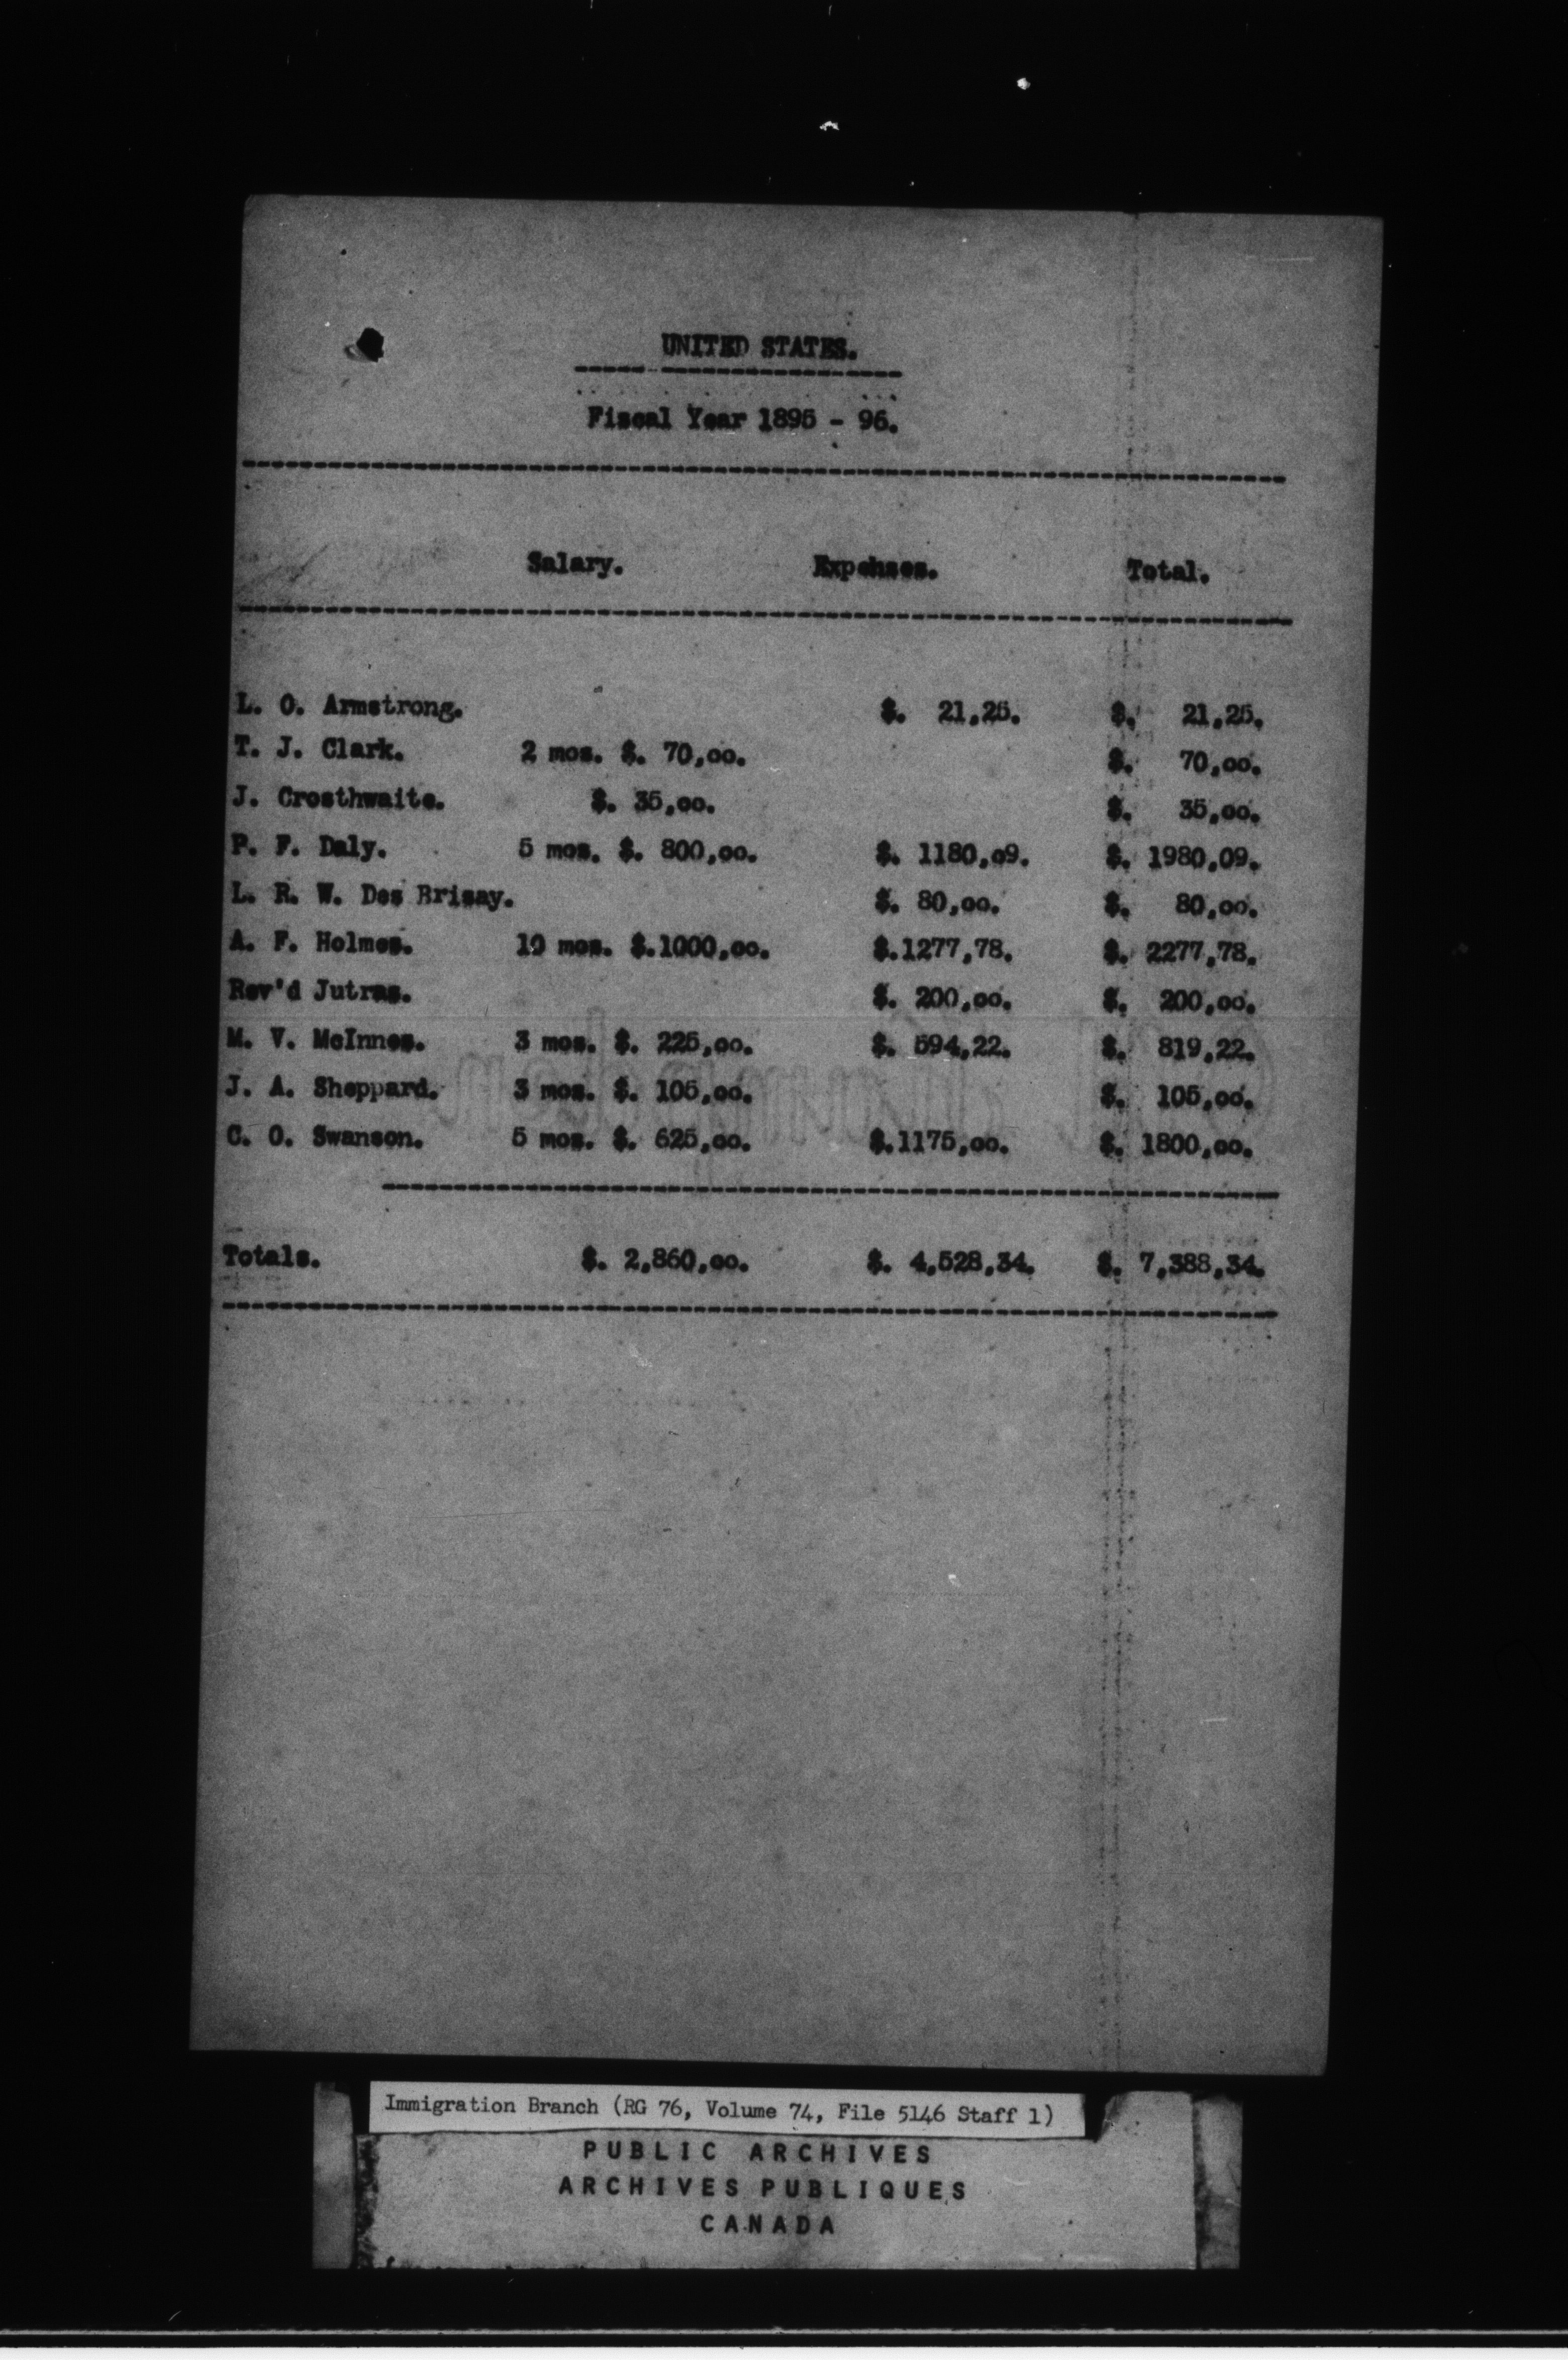 UNITED STATES.
Fiscal Year 1895 - 96.
Salary. Expenses. Total.
L. O. Armstrong. $. 21,25. $. 21,25.
T. J. Clark. 2 mos. $. 70,oo. $. 70,oo.
J. Crosthwaite. $. 35,oo. $. 35,oo.
P. F. Daly. 5 mos. $. 800,oo. $. 1180,o9. $. 1980,09.
L. R. W. Des Brisay. $. 80,oo. $. 80,oo.
A. F. Holmes. 10 mos. $.1000,oo. $.1277,78. $. 2277,78.
Rev'd Jutras. $. 200,oo. $. 200,oo.
M. V. McInnes. 3 mos. $. 225,oo. $. 594,22. $. 819,22.
J. A. Sheppard. 3 mos. $. 105,oo. $. 105,oo.
C. O. Swanson. 5 mos. $. 625,oo. $.1175,oo. $. 1800,oo.
Totals. $. 2,860,oo. $. 4,528,34. $. 7,388,34.
Immigration Branch (RG 76, Volume 74, File 5146 Staff 1)
PUBLIC ARCHIVES
ARCHIVES PUBLIQUES
CANADA